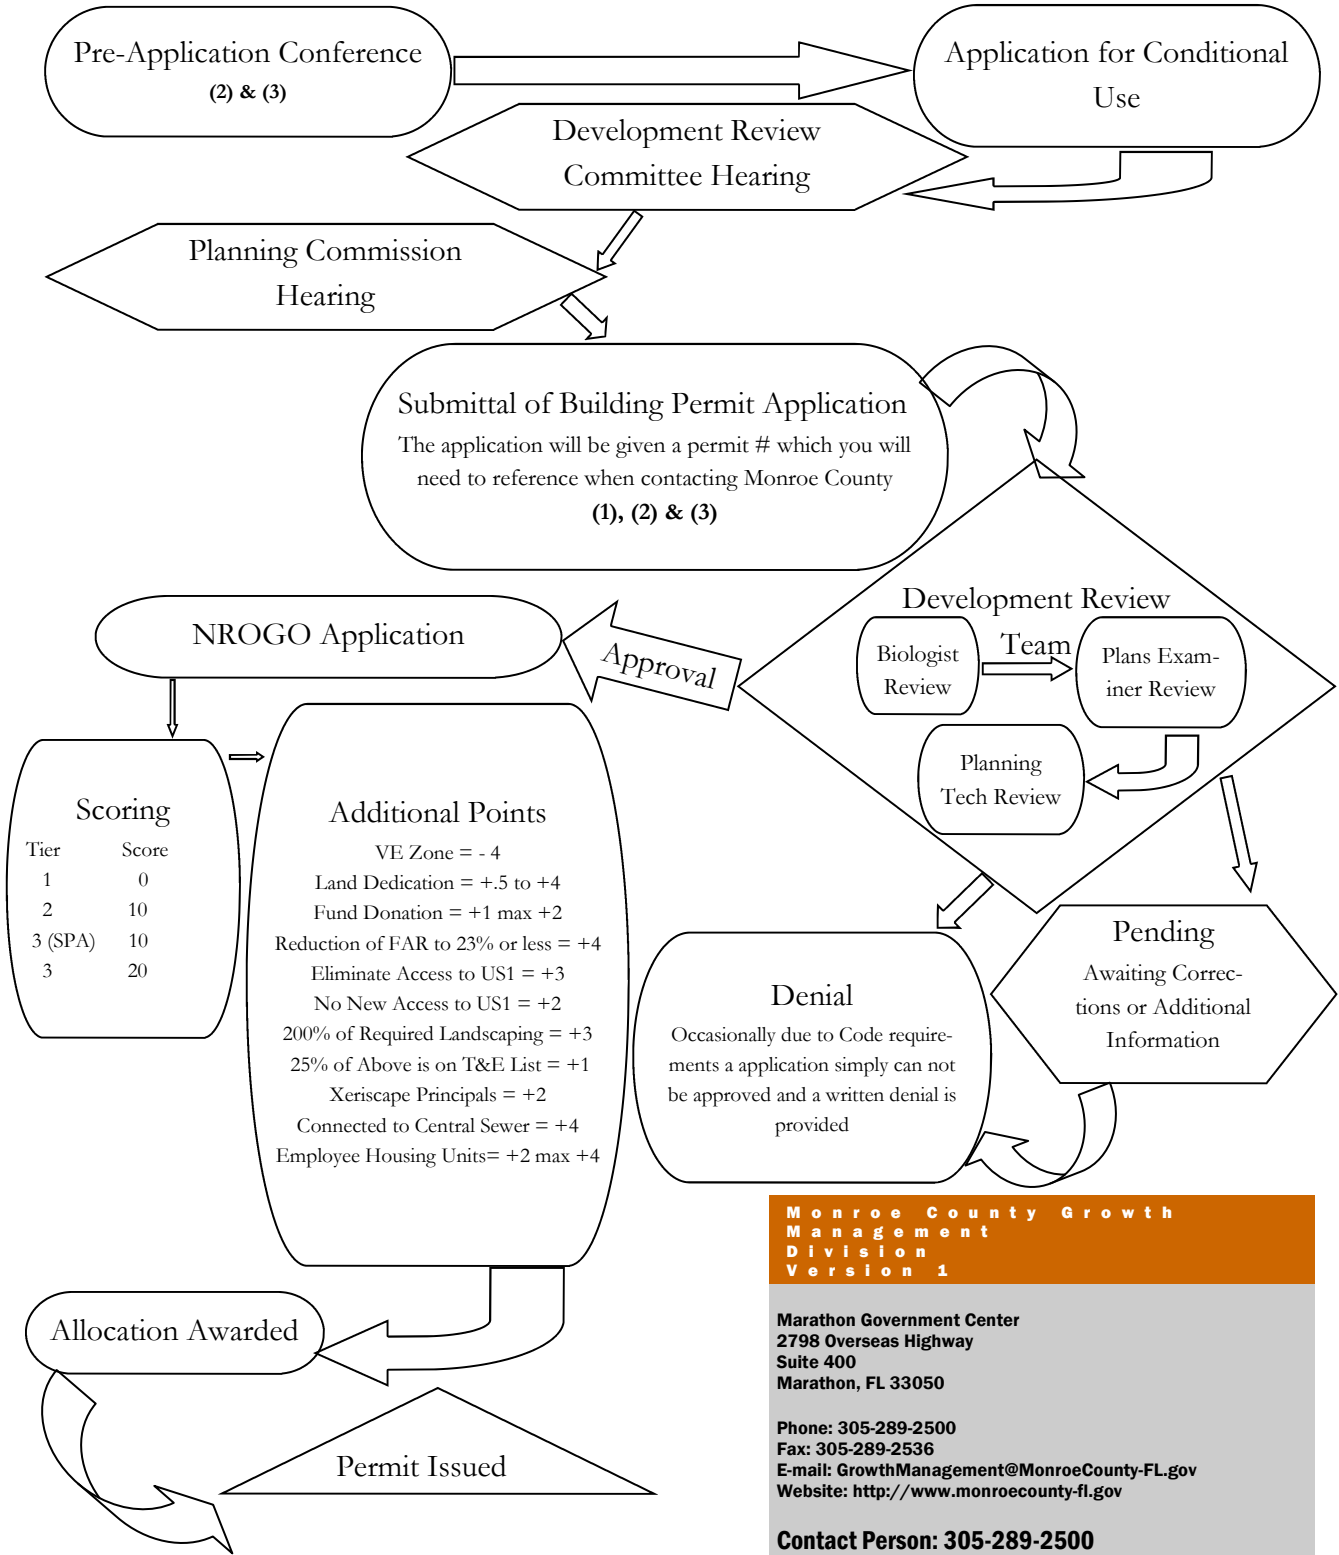 Pre-Application Conference
(2) & (3)
Application for Conditional
Use
Development Review
Committee Hearing
Planning Commission
Hearing
Submittal of Building Permit Application
The application will be given a permit # which you will
need to reference when contacting Monroe County
(1), (2) & (3)
Development Review
Team
Biologist
Review
Plans Exam-
iner Review
Planning
Tech Review
Approval
NROGO Application
Scoring
Tier Score
1 0
2 10
3 (SPA) 10
3 20
Additional Points
VE Zone = - 4
Land Dedication = +.5 to +4
Fund Donation = +1 max +2
Reduction of FAR to 23% or less = +4
Eliminate Access to US1 = +3
No New Access to US1 = +2
200% of Required Landscaping = +3
25% of Above is on T&E List = +1
Xeriscape Principals = +2
Connected to Central Sewer = +4
Employee Housing Units= +2 max +4
Denial
Occasionally due to Code require-
ments a application simply can not
be approved and a written denial is
provided
Pending
Awaiting Correc-
tions or Additional
Information
Allocation Awarded
Permit Issued
Monroe County Growth
Management
Division
Version 1
Marathon Government Center
2798 Overseas Highway
Suite 400
Marathon, FL 33050
Phone: 305-289-2500
Fax: 305-289-2536
E-mail: GrowthManagement@MonroeCounty-FL.gov
Website: http://www.monroecounty-fl.gov
Contact Person: 305-289-2500